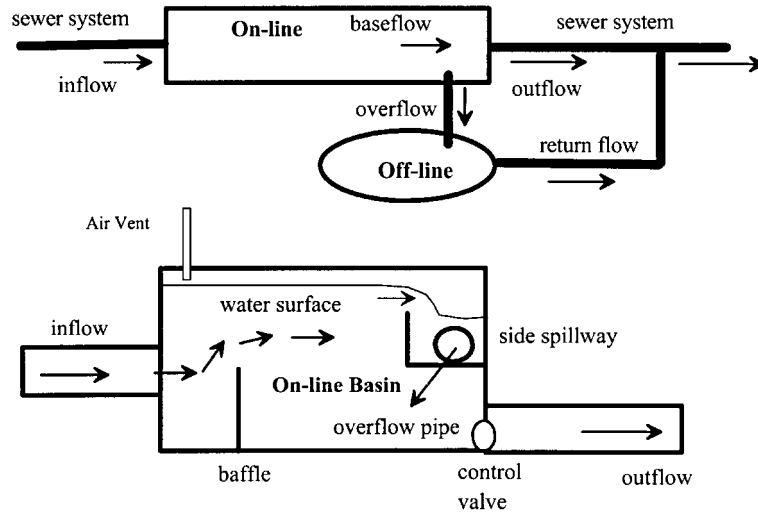 sewer system
On-line
baseflow
sewer system
inflow
overflow
outflow
return flow
Off-line
Air Vent
water surface
inflow
side spillway
On-line Basin
overflow pipe
baffle
control
valve
outflow